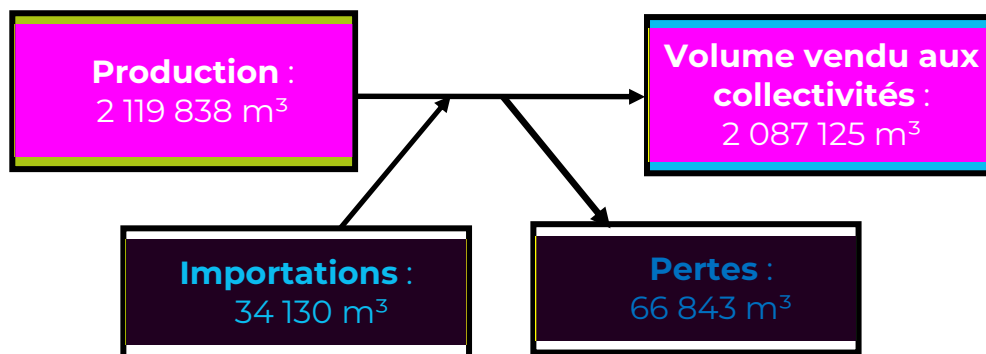 Production :
2 119 838 m³
Volume vendu aux
collectivités :
2 087 125 m³
Importations :
34 130 m³
Pertes :
66 843 m³